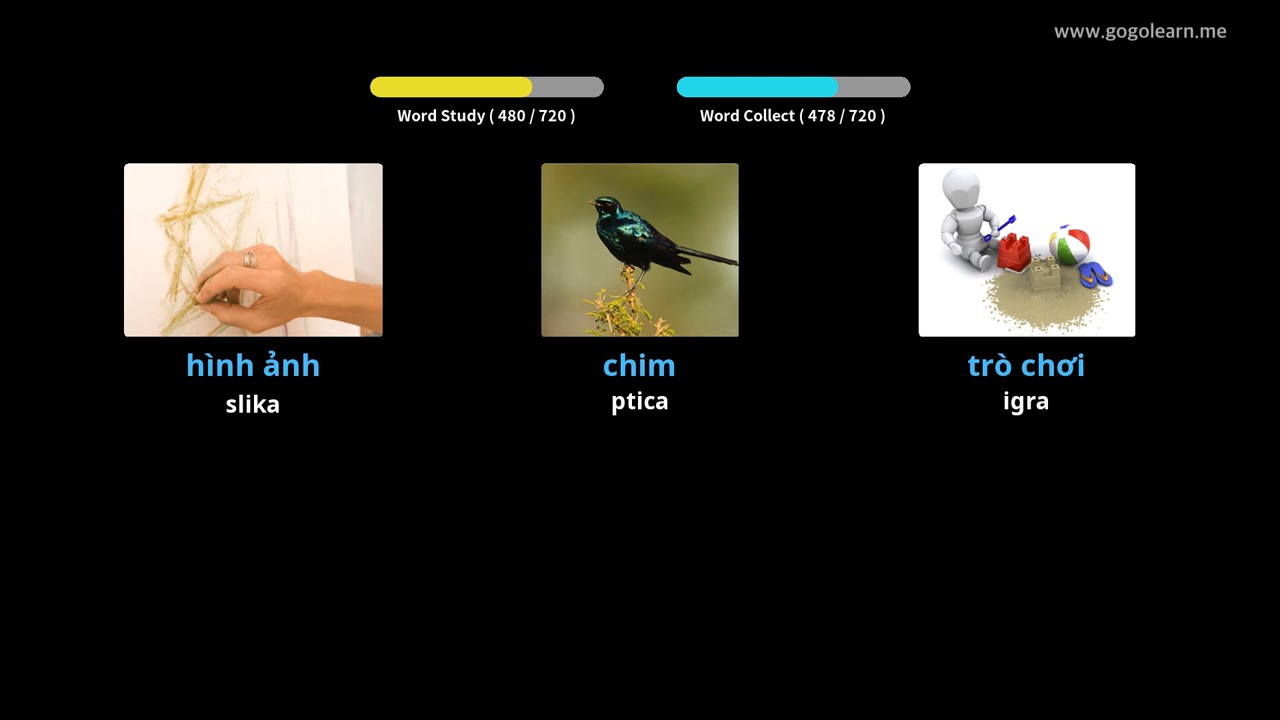 www.gogolearn.me
Word Study ( 480 / 720 )
Word Collect ( 478 / 720 )
hình ảnh
slika
chim
ptica
trò chơi
igra